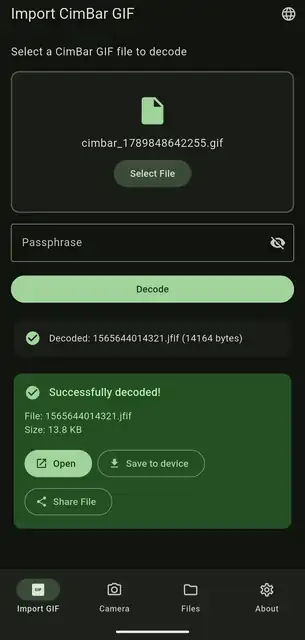 Import CimBar GIF
Select a CimBar GIF file to decode
cimbar_1789848642255.gif
Select File
Passphrase
Decode
Decoded: 1565644014321.jfif (14164 bytes)
Successfully decoded!
File: 1565644014321.jfif
Size: 13.8 KB
Open
Save to device
Share File
GIF
Import GIF
Camera
Files
About